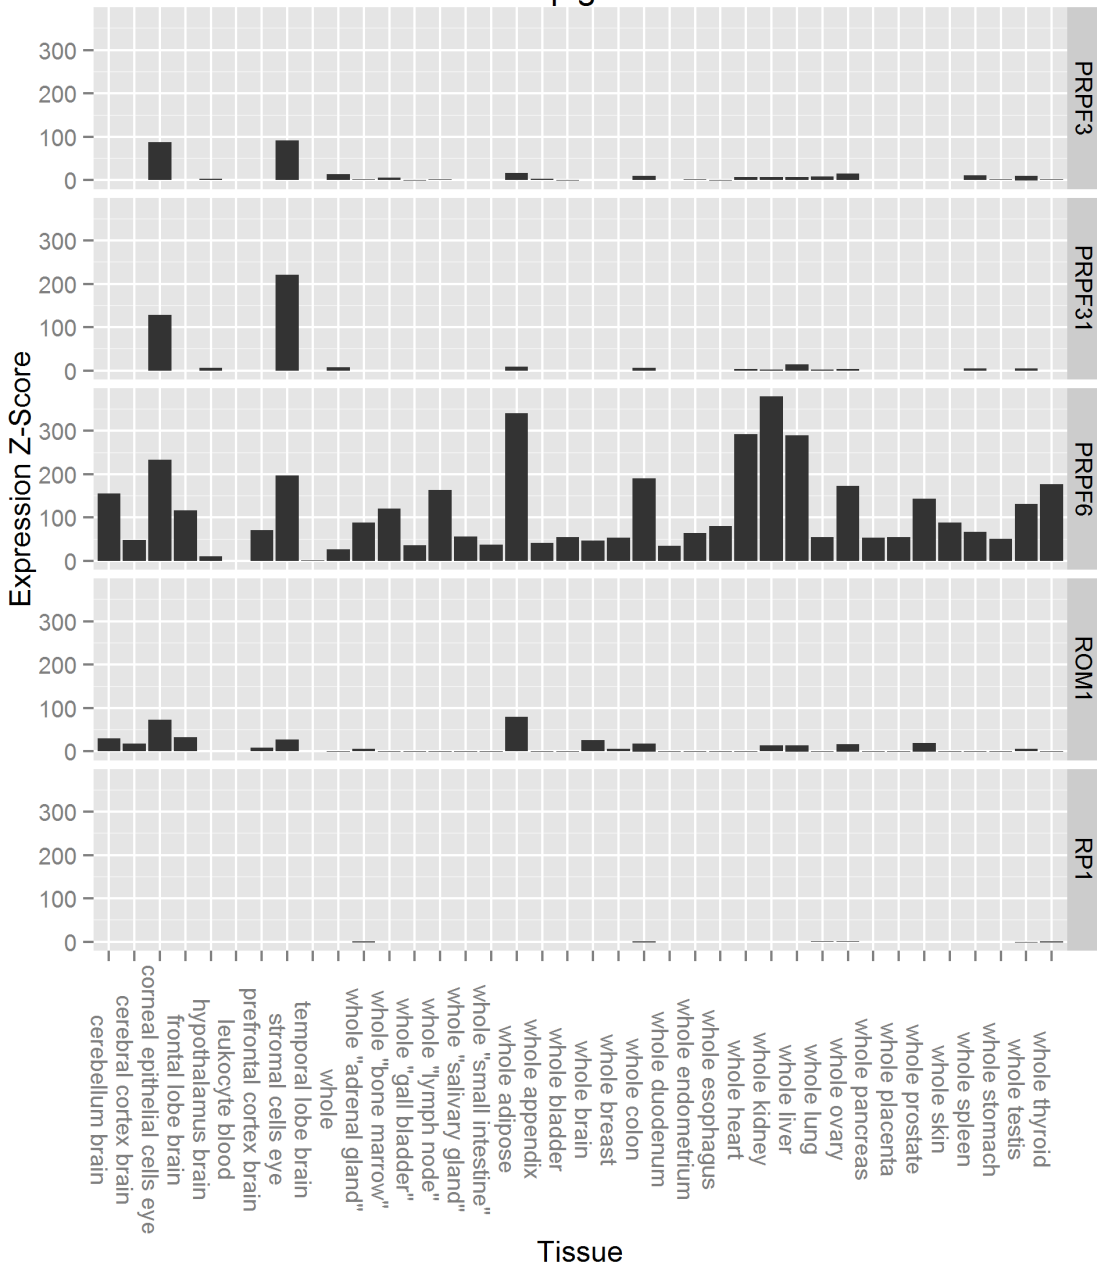 300
200
100
0
PRPF3
300
200
100
0
PRPF31
300
200
100
0
PRPF6
300
200
100
0
ROM1
300
200
100
0
RP1
Expression Z-Score
cerebellum brain
cerebral cortex brain
corneal epithelial cells eye
frontal lobe brain
hypothalamus brain
leukocyte blood
prefrontal cortex brain
stromal cells eye
temporal lobe brain
whole
whole "adrenal gland"
whole "bone marrow"
whole "gall bladder"
whole "lymph node"
whole "salivary gland"
whole "small intestine"
whole adipose
whole appendix
whole bladder
whole brain
whole breast
whole colon
whole duodenum
whole endometrium
whole esophagus
whole heart
whole kidney
whole liver
whole lung
whole ovary
whole pancreas
whole placenta
whole prostate
whole skin
whole spleen
whole stomach
whole testis
whole thyroid
Tissue